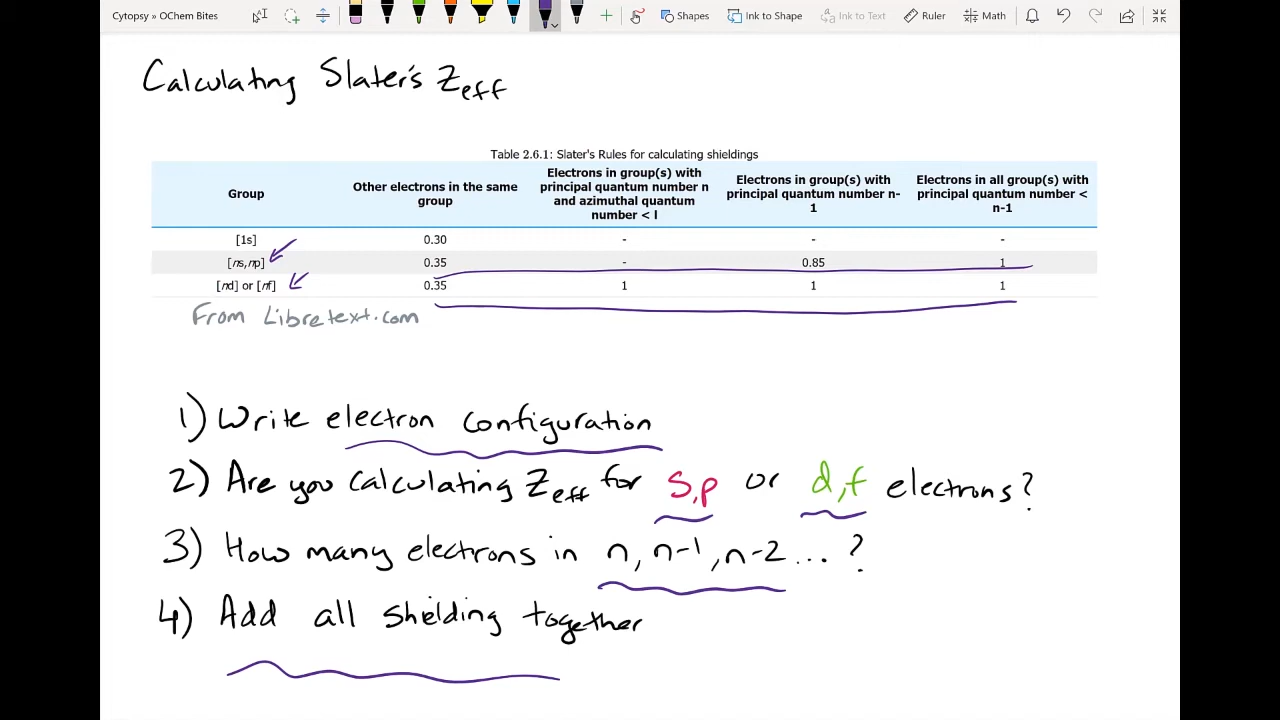 Cytopsy » OChem Bites
Shapes Ink to Shape Ink to Text Ruler Math
Calculating Slater's Zeff
Table 2.6.1: Slater's Rules for calculating shieldings
Group Other electrons in the same group Electrons in group(s) with principal quantum number n and azimuthal quantum number < l Electrons in group(s) with principal quantum number n-1 Electrons in all group(s) with principal quantum number < n-1
[1s] 0.30 - - -
[ns,np] 0.35 - 0.85 1
[nd] or [nf] 0.35 1 1 1
From Libretext.com
1) Write electron configuration
2) Are you calculating Zeff for s,p or d,f electrons?
3) How many electrons in n, n-1, n-2 ... ?
4) Add all shielding together